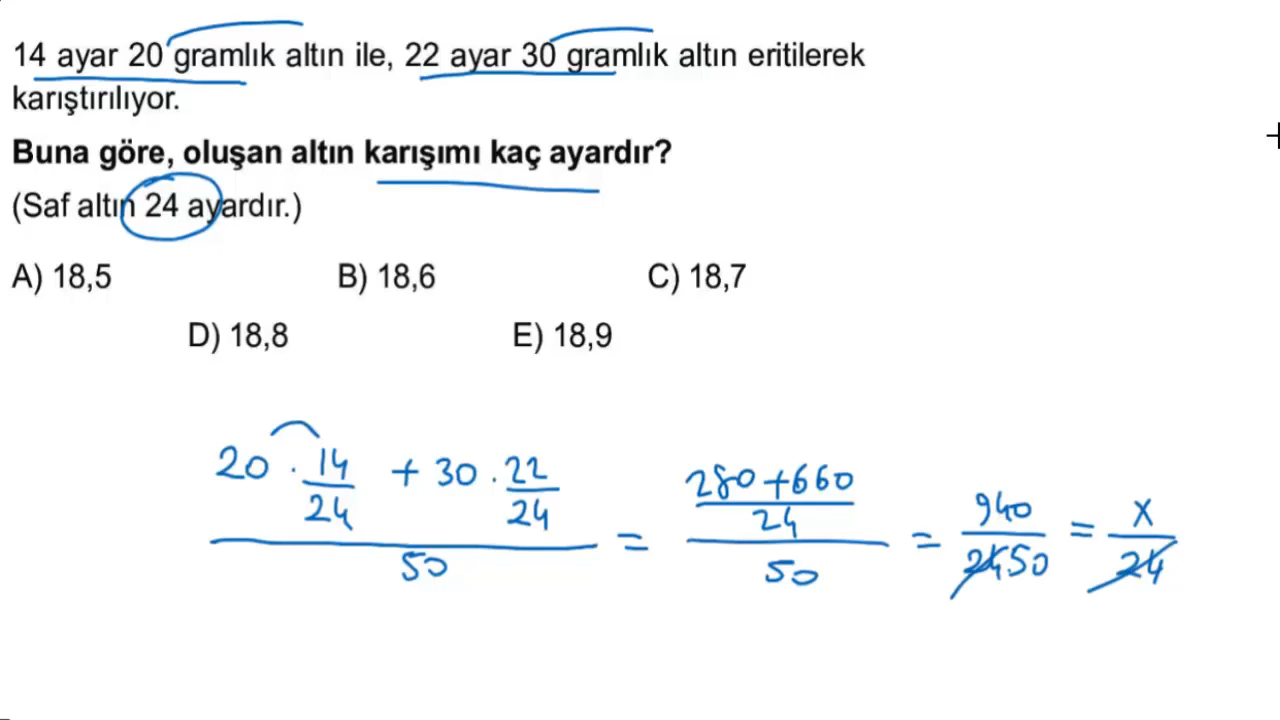 14 ayar 20 gramlık altın ile, 22 ayar 30 gramlık altın eritilerek
karıştırılıyor.
Buna göre, oluşan altın karışımı kaç ayardır?
(Saf altın 24 ayardır.)
A) 18,5 B) 18,6 C) 18,7
D) 18,8 E) 18,9
20 . 14/24 + 30 . 22/24 / 50 = 280+660/24 / 50 = 940/24 50 = x/24